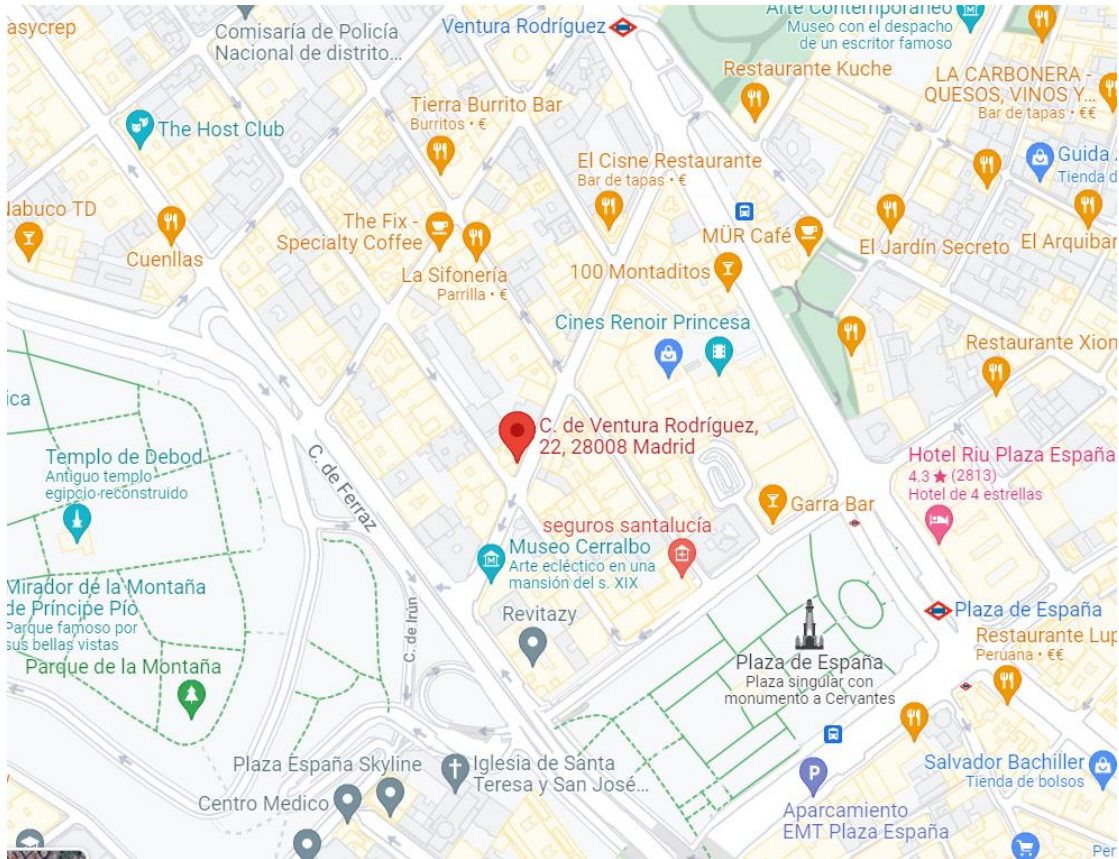 asycrep
Comisaría de Policía
Nacional de distrito...
Ventura Rodríguez
Arte Contemporáneo
Museo con el despacho
de un escritor famoso
Restaurante Kuche
LA CARBONERA -
QUESOS, VINOS Y...
Bar de tapas • €€
The Host Club
Tierra Burrito Bar
Burritos • €
El Cisne Restaurante
Bar de tapas • €
Guida
Tienda d
Nabuco TD
Cuenllas
The Fix -
Specialty Coffee
La Sifonería
Parrilla • €
100 Montaditos
MÜR Café
El Jardín Secreto
El Arquibar
Cines Renoir Princesa
Restaurante Xion
ica
Templo de Debod
Antiguo templo
egipcio reconstruido
C. de Ferraz
C. de Ventura Rodríguez,
22, 28008 Madrid
Hotel Riu Plaza España
4.3 ★ (2813)
Hotel de 4 estrellas
Garra Bar
seguros santalucía
Museo Cerralbo
Arte ecléctico en una
mansión del s. XIX
Mirador de la Montaña
de Príncipe Pío
Parque famoso por
sus bellas vistas
C. de Irún
Revitazy
Plaza de España
Parque de la Montaña
Plaza de España
Plaza singular con
monumento a Cervantes
Restaurante Lup
Peruana • €€
Plaza España Skyline
Iglesia de Santa
Teresa y San José...
Centro Medico
P
Aparcamiento
EMT Plaza España
Salvador Bachiller
Tienda de bolsos
Per